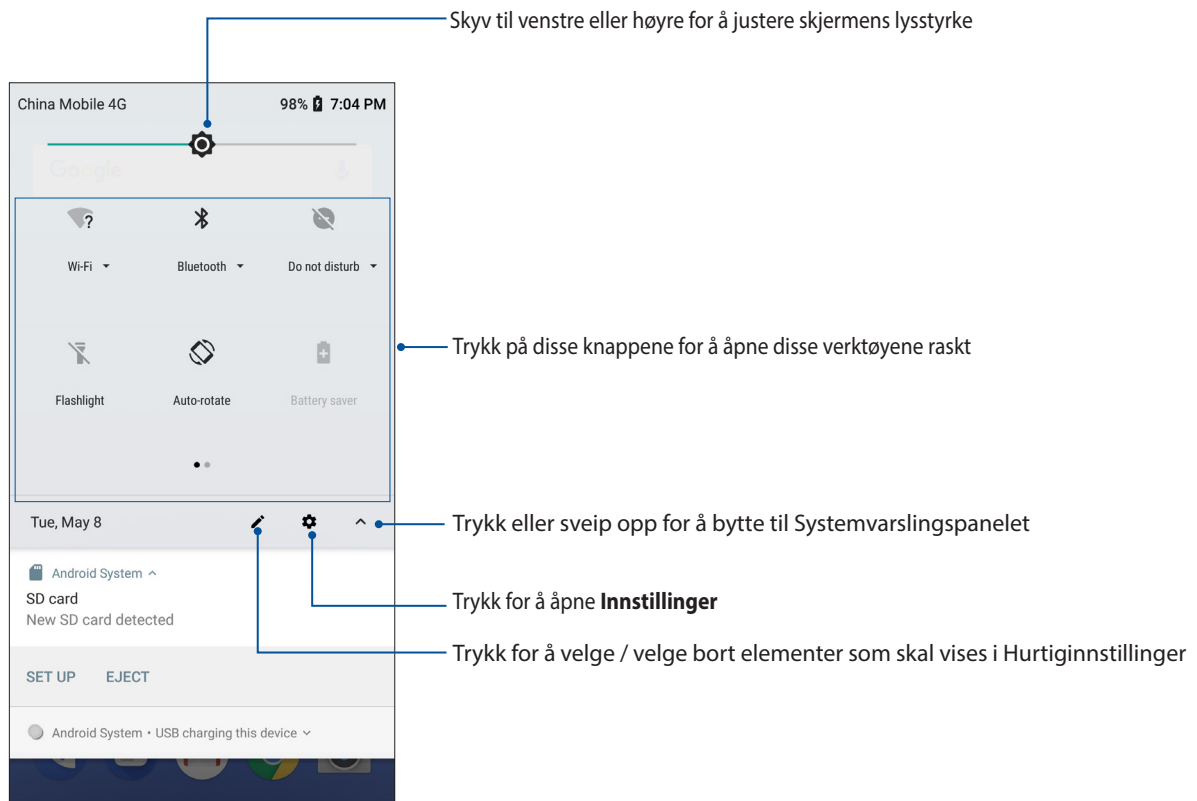 Skyv til venstre eller høyre for å justere skjermens lysstyrke
China Mobile 4G 98% 7:04 PM
Google
Wi-Fi Bluetooth Do not disturb
Trykk på disse knappene for å åpne disse verktøyene raskt
Flashlight Auto-rotate Battery saver
Tue, May 8
Trykk eller sveip opp for å bytte til Systemvarslingspanelet
Android System
SD card
New SD card detected
Trykk for å åpne Innstillinger
Trykk for å velge / velge bort elementer som skal vises i Hurtiginnstillinger
SET UP EJECT
Android System • USB charging this device